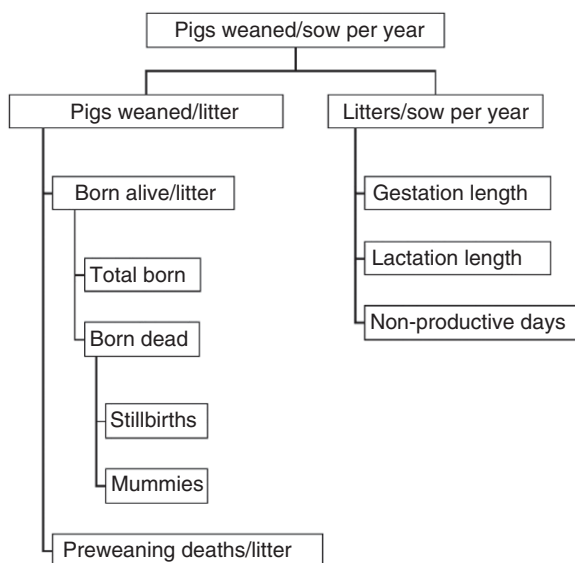 Pigs weaned/sow per year
Pigs weaned/litter
Litters/sow per year
Born alive/litter
Gestation length
Total born
Lactation length
Born dead
Non-productive days
Stillbirths
Mummies
Preweaning deaths/litter